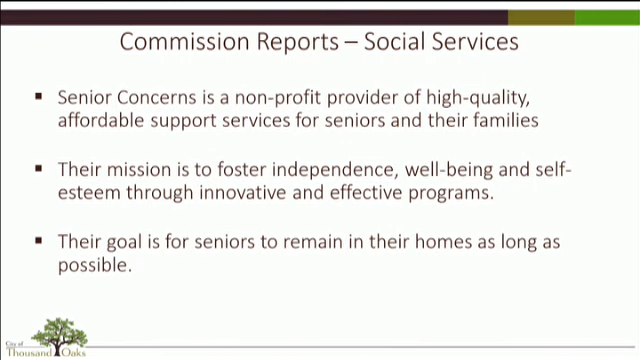 Commission Reports – Social Services
▪ Senior Concerns is a non-profit provider of high-quality,
affordable support services for seniors and their families
▪ Their mission is to foster independence, well-being and self-
esteem through innovative and effective programs.
▪ Their goal is for seniors to remain in their homes as long as
possible.
City of
Thousand Oaks